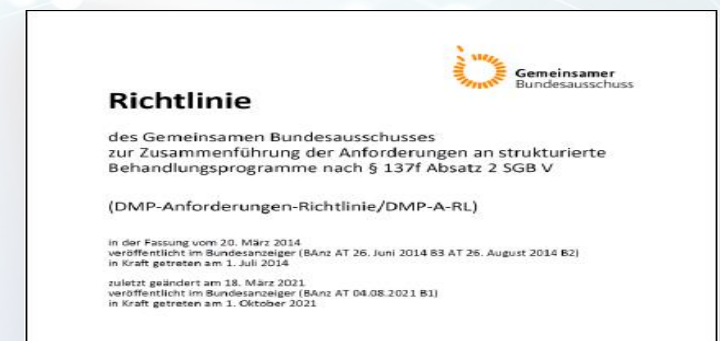 Gemeinsamer
Bundesausschuss
Richtlinie
des Gemeinsamen Bundesausschusses
zur Zusammenführung der Anforderungen an strukturierte
Behandlungsprogramme nach § 137f Absatz 2 SGB V
(DMP-Anforderungen-Richtlinie/DMP-A-RL)
in der Fassung vom 20. März 2014
veröffentlicht im Bundesanzeiger (BAnz AT 26. Juni 2014 B3 AT 26. August 2014 B2)
in Kraft getreten am 1. Juli 2014
zuletzt geändert am 18. März 2021
veröffentlicht im Bundesanzeiger (BAnz AT 04.08.2021 B1)
in Kraft getreten am 1. Oktober 2021